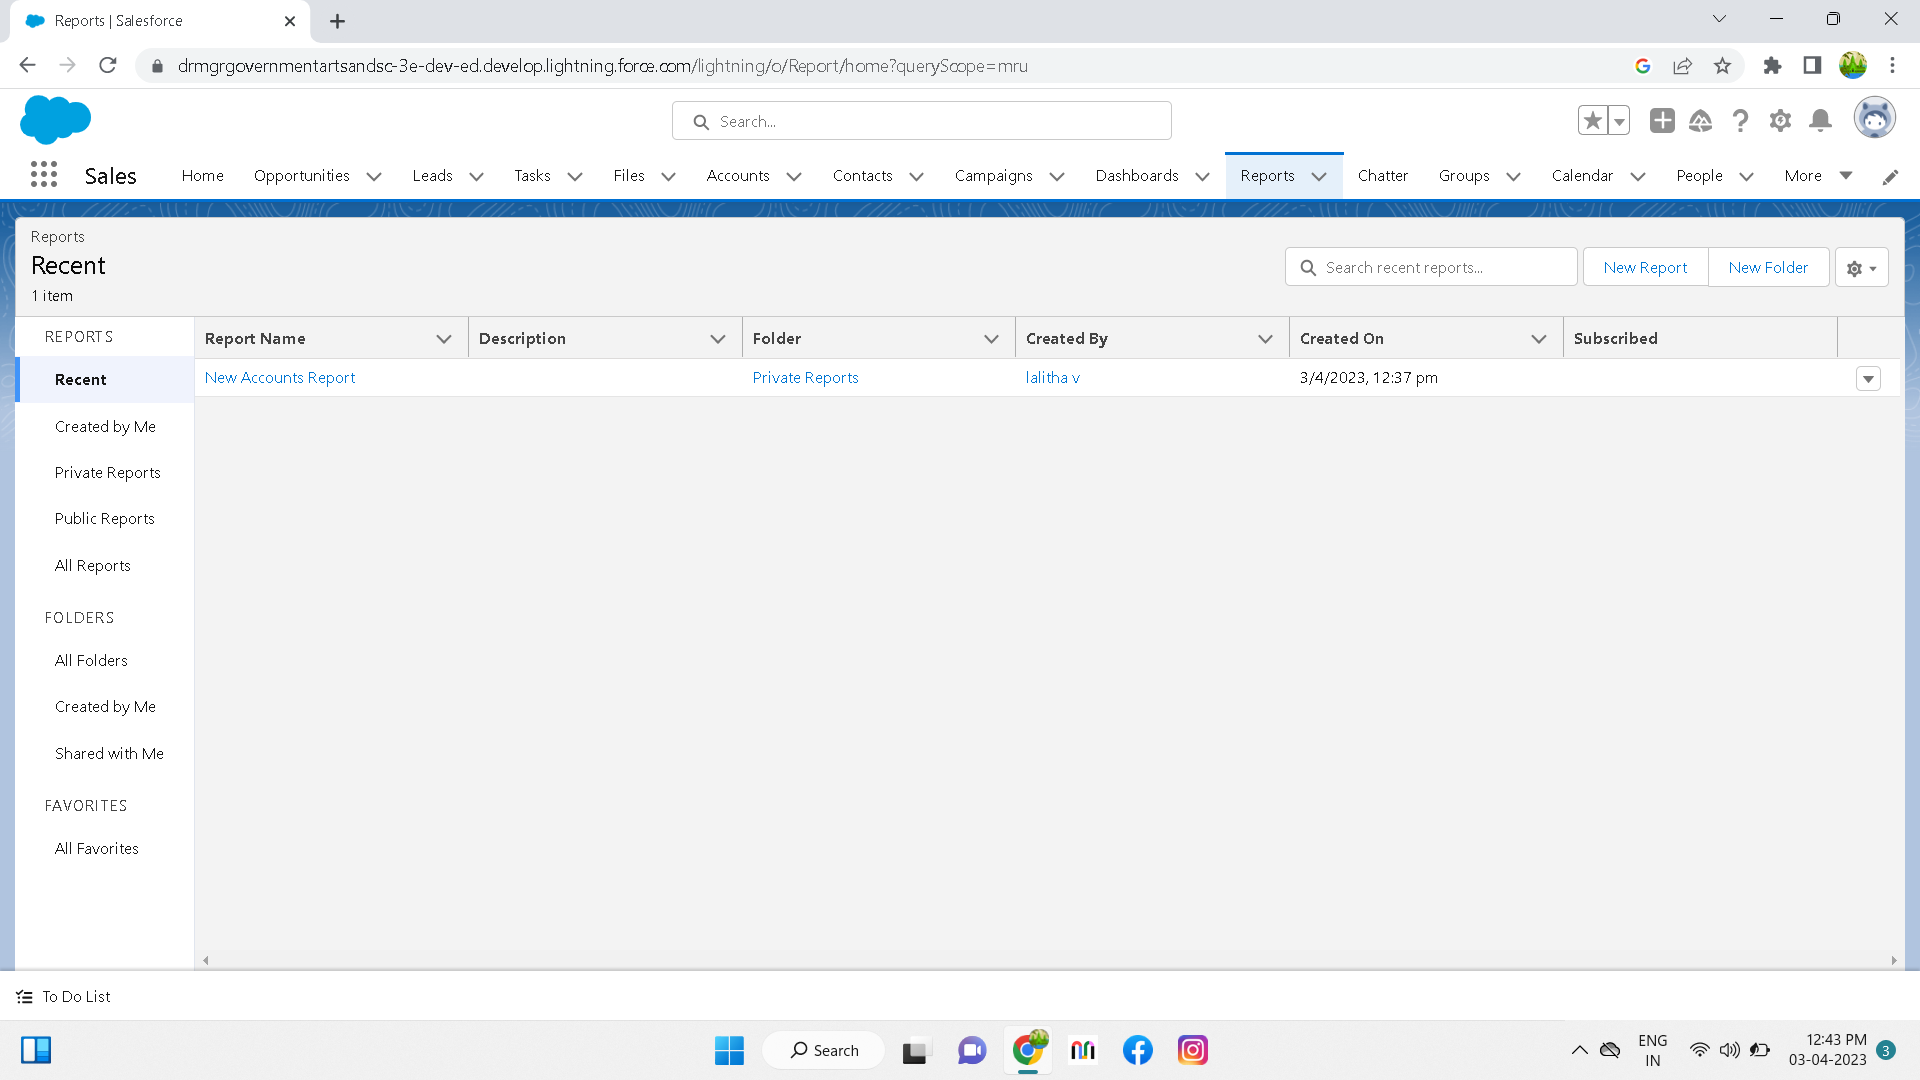 Reports | Salesforce
drmgrgovernmentartsandsc-3e-dev-ed.develop.lightning.force.com/lightning/o/Report/home?queryScope=mru
Search...
Sales Home Opportunities Leads Tasks Files Accounts Contacts Campaigns Dashboards Reports Chatter Groups Calendar People More
Reports
Recent
1 item
Search recent reports...
New Report
New Folder
REPORTS
Recent
Created by Me
Private Reports
Public Reports
All Reports
FOLDERS
All Folders
Created by Me
Shared with Me
FAVORITES
All Favorites
Report Name Description Folder Created By Created On Subscribed
New Accounts Report Private Reports lalitha v 3/4/2023, 12:37 pm
To Do List
Search
ENG
IN
12:43 PM
03-04-2023
3